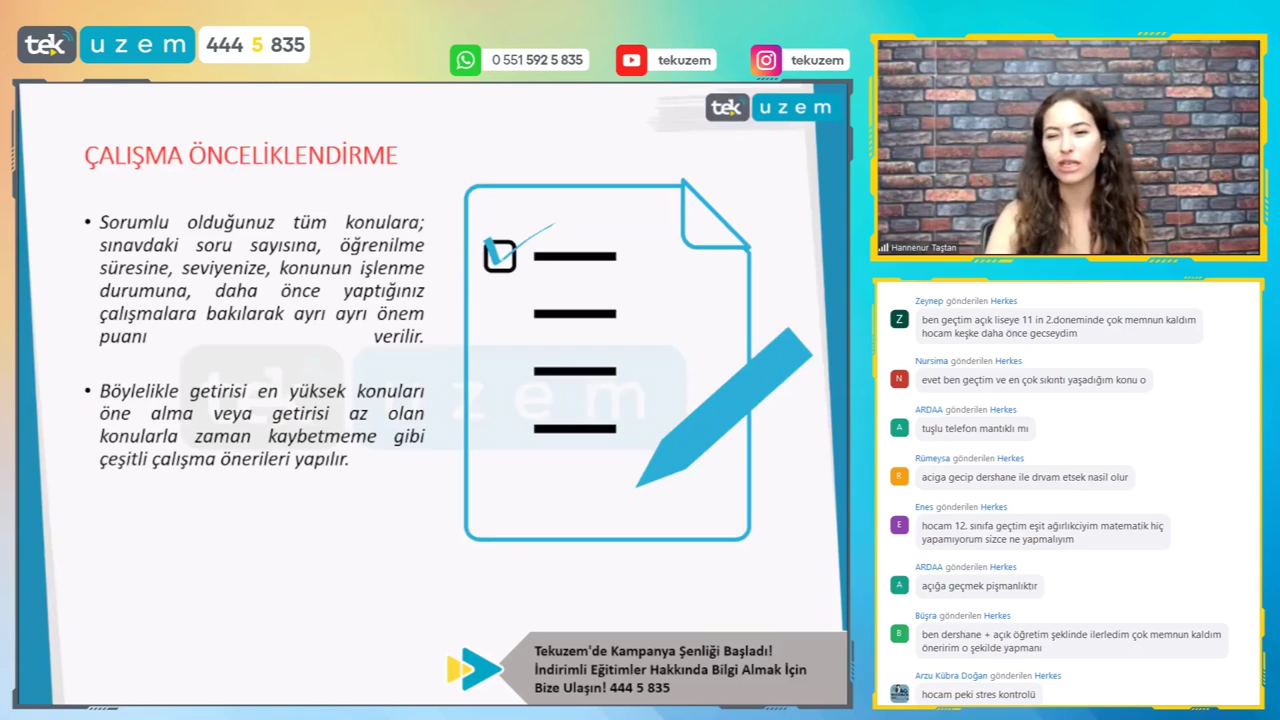 tek uzem 444 5 835
0 551 592 5 835
tekuzem
tekuzem
tek uzem
ÇALIŞMA ÖNCELİKLENDİRME
• Sorumlu olduğunuz tüm konulara;
sınavdaki soru sayısına, öğrenilme
süresine, seviyenize, konunun işlenme
durumuna, daha önce yaptığınız
çalışmalara bakılarak ayrı ayrı önem
puanı verilir.
• Böylelikle getirisi en yüksek konuları
öne alma veya getirisi az olan
konularla zaman kaybetmeme gibi
çeşitli çalışma önerileri yapılır.
tek uzem
Tekuzem'de Kampanya Şenliği Başladı!
İndirimli Eğitimler Hakkında Bilgi Almak İçin
Bize Ulaşın! 444 5 835
Hannenur Taştan
Zeynep gönderilen Herkes
Z
ben geçtim açık liseye 11 in 2.doneminde çok memnun kaldım
hocam keşke daha önce gecseydim
Nursima gönderilen Herkes
N
evet ben geçtim ve en çok sıkıntı yaşadığım konu o
ARDAA gönderilen Herkes
A
tuşlu telefon mantıklı mı
Rümeysa gönderilen Herkes
R
aciga gecip dershane ile drvam etsek nasil olur
Enes gönderilen Herkes
E
hocam 12. sınıfa geçtim eşit ağırlıkciyim matematik hiç
yapamıyorum sizce ne yapmalıyım
ARDAA gönderilen Herkes
A
açığa geçmek pişmanlıktır
Büşra gönderilen Herkes
B
ben dershane + açık öğretim şeklinde ilerledim çok memnun kaldım
öneririm o şekilde yapmanı
Arzu Kübra Doğan gönderilen Herkes
hocam peki stres kontrolü